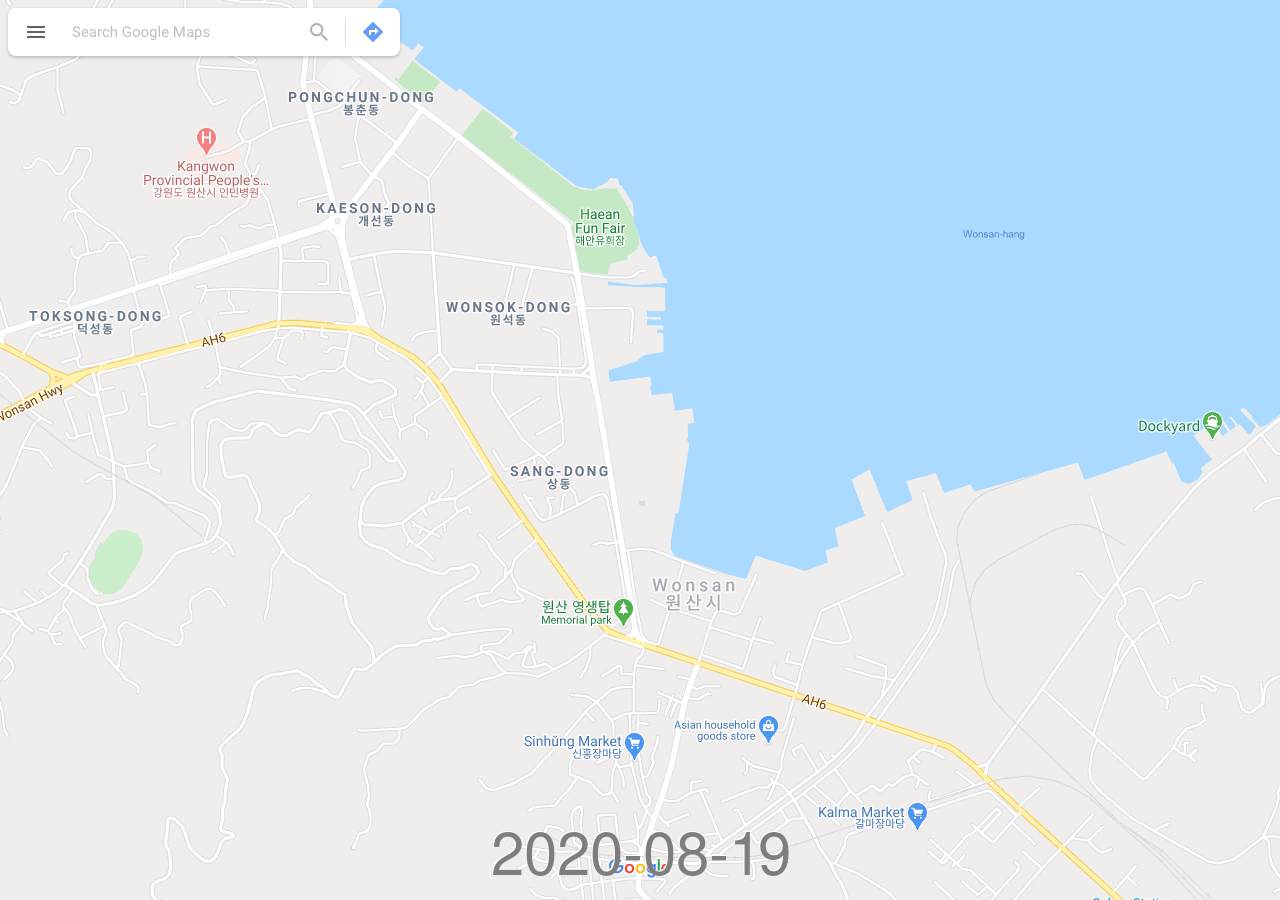 Search Google Maps
PONGCHUN-DONG
봉춘동
Kangwon
Provincial People's...
강원도 원산시 인민병원
KAESON-DONG
개선동
Haean
Fun Fair
해안유희장
Wonsan-hang
TOKSONG-DONG
덕성동
WONSOK-DONG
원석동
AH6
Wonsan Hwy
Dockyard
SANG-DONG
상동
Wonsan
원산시
원산 영생탑
Memorial park
AH6
Asian household
goods store
Sinhŭng Market
신흥장마당
Kalma Market
갈마장마당
2020-08-19
Google